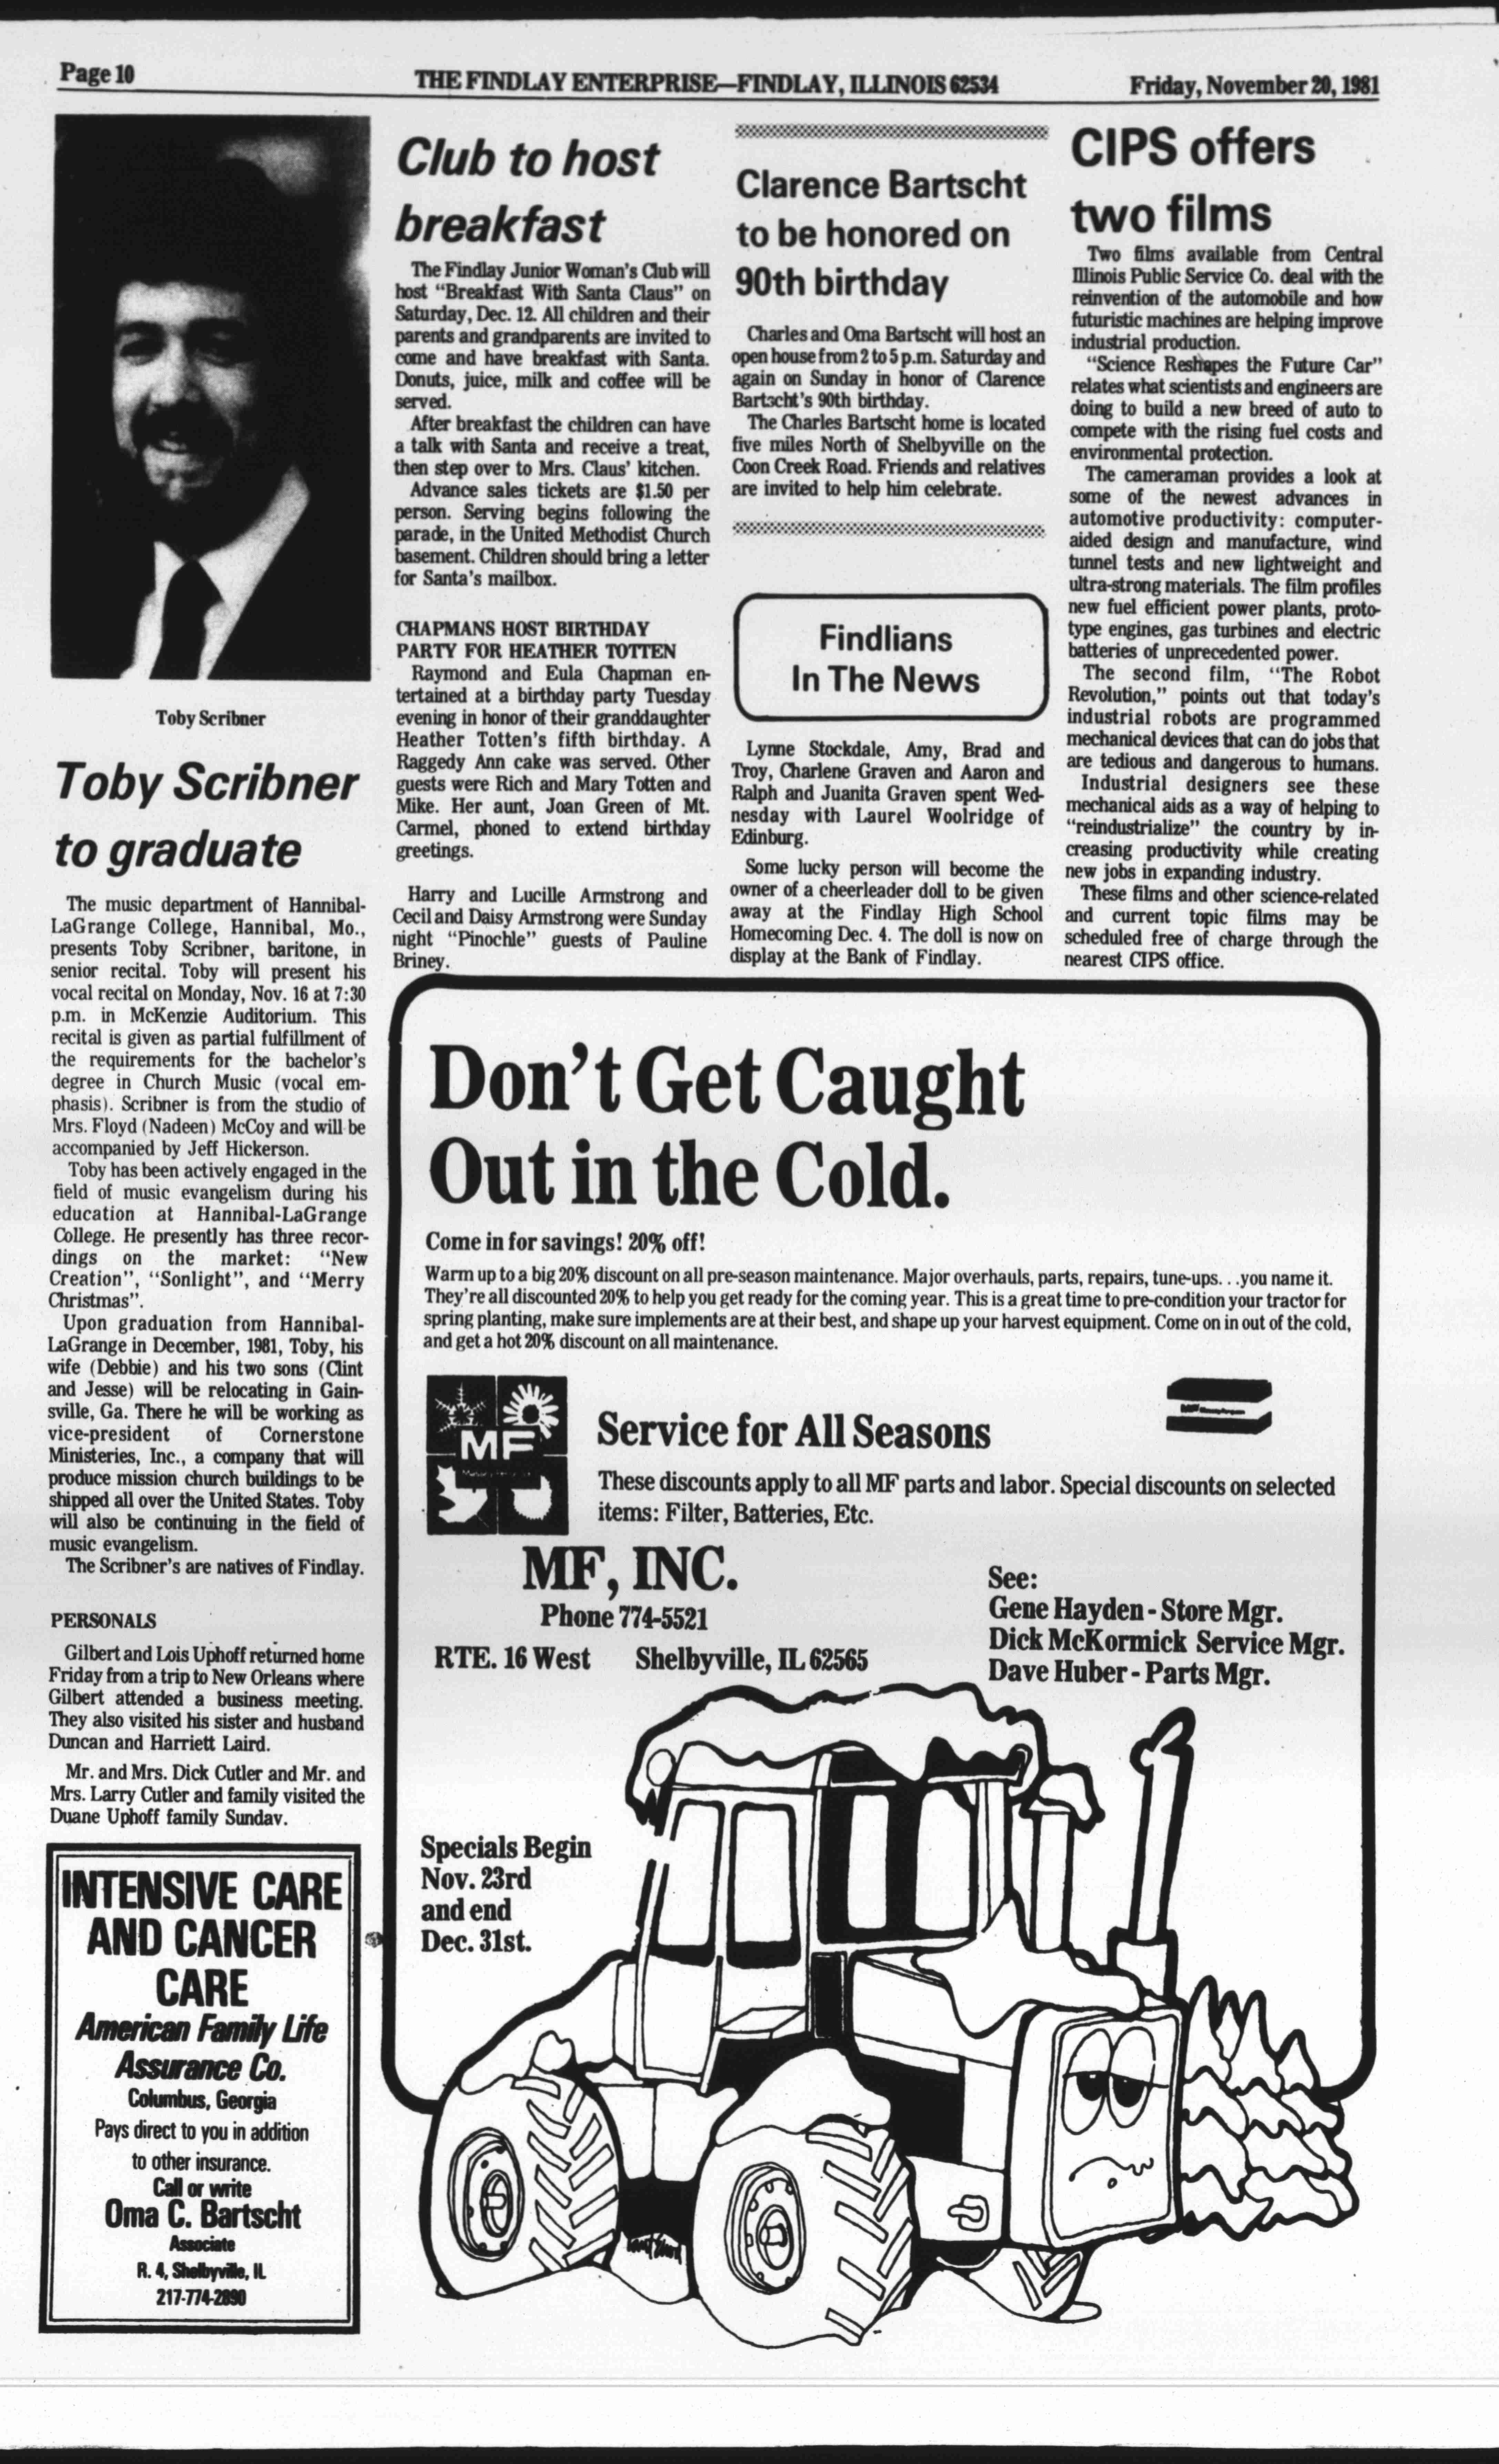 Page 10
THE FINDLAY ENTERPRISE—FINDLAY, ILLINOIS 62534
Friday, November 20, 1981
Toby Scribner
Toby Scribner
to graduate
The music department of Hannibal-
LaGrange College, Hannibal, Mo.,
presents Toby Scribner, baritone, in
senior recital. Toby will present his
vocal recital on Monday, Nov. 16 at 7:30
p.m. in McKenzie Auditorium. This
recital is given as partial fulfillment of
the requirements for the bachelor's
degree in Church Music (vocal em-
phasis). Scribner is from the studio of
Mrs. Floyd (Nadeen) McCoy and will be
accompanied by Jeff Hickerson.
Toby has been actively engaged in the
field of music evangelism during his
education at Hannibal-LaGrange
College. He presently has three recor-
dings on the market: "New
Creation", "Sonlight", and "Merry
Christmas".
Upon graduation from Hannibal-
LaGrange in December, 1981, Toby, his
wife (Debbie) and his two sons (Clint
and Jesse) will be relocating in Gain-
sville, Ga. There he will be working as
vice-president of Cornerstone
Ministeries, Inc., a company that will
produce mission church buildings to be
shipped all over the United States. Toby
will also be continuing in the field of
music evangelism.
The Scribner's are natives of Findlay.
PERSONALS
Gilbert and Lois Uphoff returned home
Friday from a trip to New Orleans where
Gilbert attended a business meeting.
They also visited his sister and husband
Duncan and Harriett Laird.
Mr. and Mrs. Dick Cutler and Mr. and
Mrs. Larry Cutler and family visited the
Duane Uphoff family Sunday.
INTENSIVE CARE
AND CANCER
CARE
American Family Life
Assurance Co.
Columbus, Georgia
Pays direct to you in addition
to other insurance.
Call or write
Oma C. Bartscht
Associate
R. 4, Shelbyville, IL
217-774-2890
Club to host
breakfast
The Findlay Junior Woman's Club will
host "Breakfast With Santa Claus" on
Saturday, Dec. 12. All children and their
parents and grandparents are invited to
come and have breakfast with Santa.
Donuts, juice, milk and coffee will be
served.
After breakfast the children can have
a talk with Santa and receive a treat,
then step over to Mrs. Claus' kitchen.
Advance sales tickets are $1.50 per
person. Serving begins following the
parade, in the United Methodist Church
basement. Children should bring a letter
for Santa's mailbox.
CHAPMANS HOST BIRTHDAY
PARTY FOR HEATHER TOTTEN
Raymond and Eula Chapman en-
tertained at a birthday party Tuesday
evening in honor of their granddaughter
Heather Totten's fifth birthday. A
Raggedy Ann cake was served. Other
guests were Rich and Mary Totten and
Mike. Her aunt, Joan Green of Mt.
Carmel, phoned to extend birthday
greetings.
Harry and Lucille Armstrong and
Cecil and Daisy Armstrong were Sunday
night "Pinochle" guests of Pauline
Briney.
Clarence Bartscht
to be honored on
90th birthday
Charles and Oma Bartscht will host an
open house from 2 to 5 p.m. Saturday and
again on Sunday in honor of Clarence
Bartscht's 90th birthday.
The Charles Bartscht home is located
five miles North of Shelbyville on the
Coon Creek Road. Friends and relatives
are invited to help him celebrate.
Findlians
In The News
Lynne Stockdale, Amy, Brad and
Troy, Charlene Graven and Aaron and
Ralph and Juanita Graven spent Wed-
nesday with Laurel Woolridge of
Edinburg.
Some lucky person will become the
owner of a cheerleader doll to be given
away at the Findlay High School
Homecoming Dec. 4. The doll is now on
display at the Bank of Findlay.
CIPS offers
two films
Two films available from Central
Illinois Public Service Co. deal with the
reinvention of the automobile and how
futuristic machines are helping improve
industrial production.
"Science Reshapes the Future Car"
relates what scientists and engineers are
doing to build a new breed of auto to
compete with the rising fuel costs and
environmental protection.
The cameraman provides a look at
some of the newest advances in
automotive productivity: computer-
aided design and manufacture, wind
tunnel tests and new lightweight and
ultra-strong materials. The film profiles
new fuel efficient power plants, proto-
type engines, gas turbines and electric
batteries of unprecedented power.
The second film, "The Robot
Revolution," points out that today's
industrial robots are programmed
mechanical devices that can do jobs that
are tedious and dangerous to humans.
Industrial designers see these
mechanical aids as a way of helping to
"reindustrialize" the country by in-
creasing productivity while creating
new jobs in expanding industry.
These films and other science-related
and current topic films may be
scheduled free of charge through the
nearest CIPS office.
Don't Get Caught
Out in the Cold.
Come in for savings! 20% off!
Warm up to a big 20% discount on all pre-season maintenance. Major overhauls, parts, repairs, tune-ups. . .you name it.
They're all discounted 20% to help you get ready for the coming year. This is a great time to pre-condition your tractor for
spring planting, make sure implements are at their best, and shape up your harvest equipment. Come on in out of the cold,
and get a hot 20% discount on all maintenance.
MF
Service for All Seasons
These discounts apply to all MF parts and labor. Special discounts on selected
items: Filter, Batteries, Etc.
MF, INC.
Phone 774-5521
RTE. 16 West Shelbyville, IL 62565
See:
Gene Hayden - Store Mgr.
Dick McKormick Service Mgr.
Dave Huber - Parts Mgr.
Specials Begin
Nov. 23rd
and end
Dec. 31st.